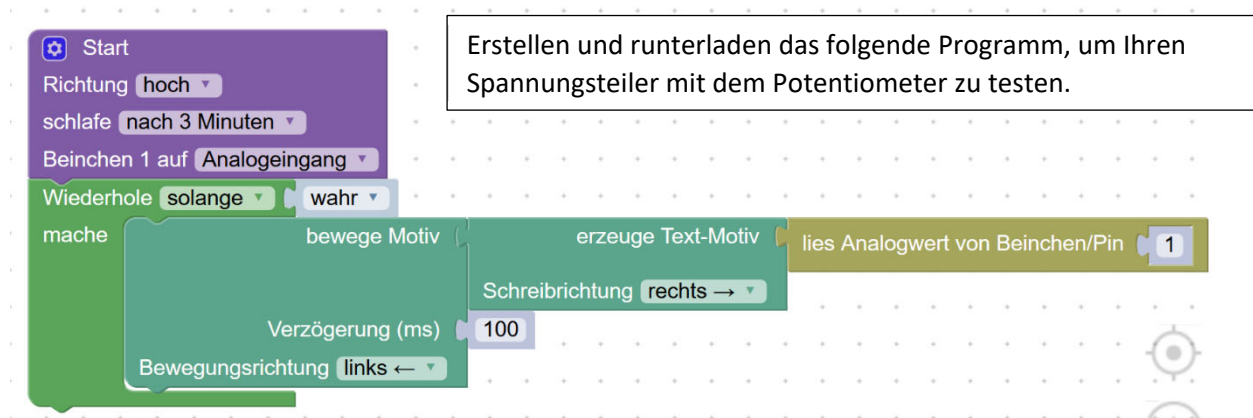 Start
Erstellen und runterladen das folgende Programm, um Ihren
Spannungsteiler mit dem Potentiometer zu testen.
Richtung hoch
schlafe nach 3 Minuten
Beinchen 1 auf Analogeingang
Wiederhole solange wahr
mache bewege Motiv erzeuge Text-Motiv lies Analogwert von Beinchen/Pin 1
Schreibrichtung rechts →
Verzögerung (ms) 100
Bewegungsrichtung links ←